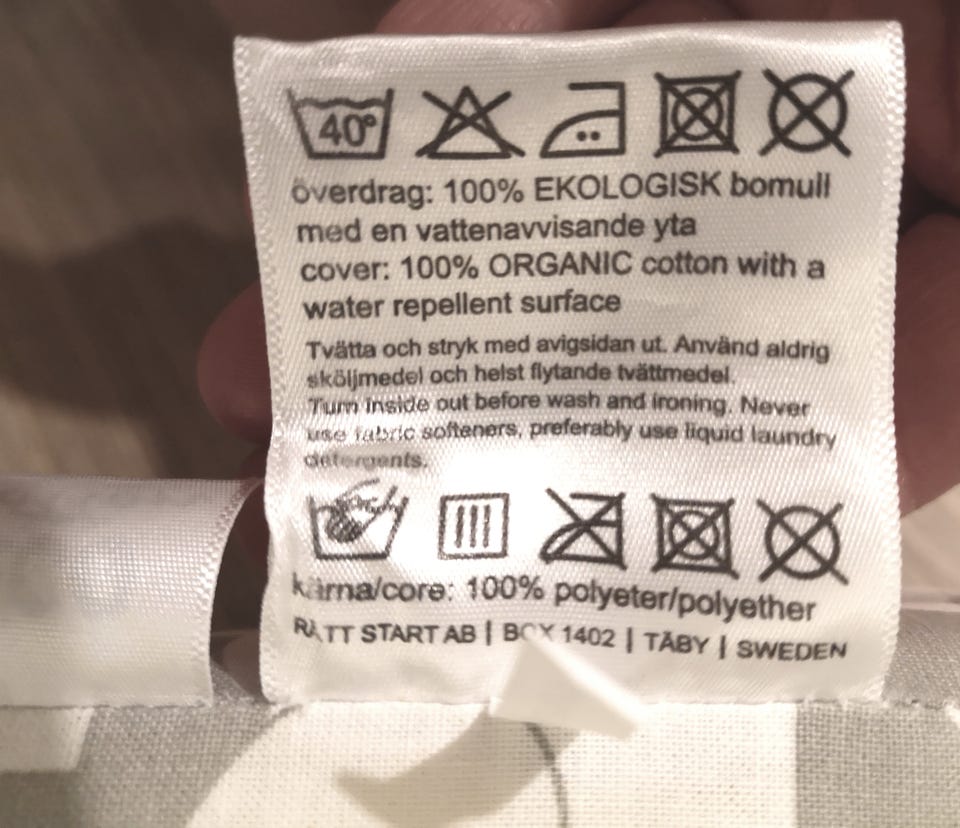 40°
överdrag: 100% EKOLOGISK bomull
med en vattenavvisande yta
cover: 100% ORGANIC cotton with a
water repellent surface
Tvätta och stryk med avigsidan ut. Använd aldrig
sköljmedel och helst flytande tvättmedel.
Turn inside out before wash and ironing. Never
use fabric softeners, preferably use liquid laundry
detergents.
kärna/core: 100% polyeter/polyether
RÄTT START AB | BOX 1402 | TÄBY | SWEDEN